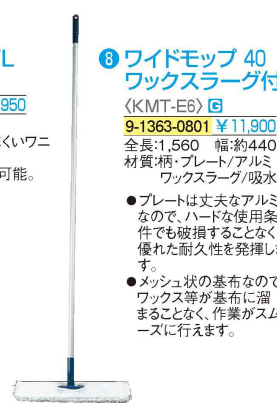 L
950
くいワニ
可能。
❽ワイドモップ 40
ワックスラーグ付
〈KMT-E6〉 G
9-1363-0801 ￥11,900
全長:1,560 幅:約440
材質:柄・プレート/アルミ
ワックスラーグ/吸水
●プレートは丈夫なアルミ
なので、ハードな使用条
件でも破損することなく
優れた耐久性を発揮しま
す。
●メッシュ状の基布なので
ワックス等が基布に溜
まることなく、作業がスム
ーズに行えます。